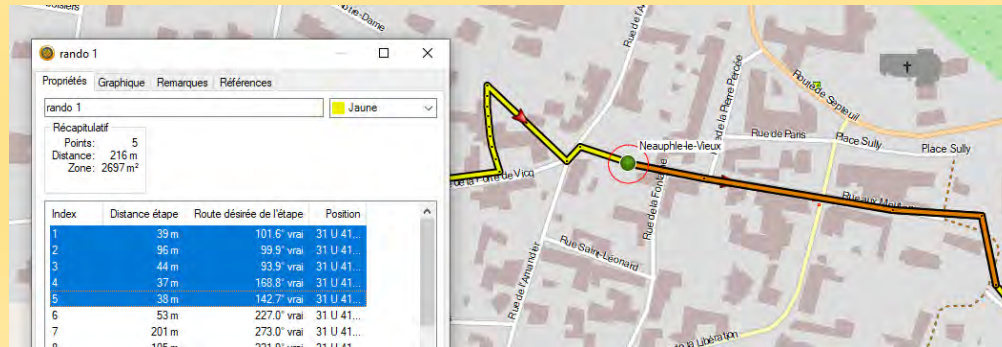 rando 1
Propriétés Graphique Remarques Références
rando 1
Jaune
Récapitulatif
Points: 5
Distance: 216 m
Zone: 2697 m²
Index Distance étape Route désirée de l'étape Position
1 39 m 101.6° vrai 31 U 41...
2 96 m 99.9° vrai 31 U 41...
3 44 m 93.9° vrai 31 U 41...
4 37 m 168.8° vrai 31 U 41...
5 38 m 142.7° vrai 31 U 41...
6 53 m 227.0° vrai 31 U 41...
7 201 m 273.0° vrai 31 U 41...
Notre-Dame
Rue de l'A
de la Pierre Percée
Route de Septeuil
Rue de Paris
Place Sully
Place Sully
Neauphle-le-Vieux
de Vicq
Rue de la Fontaine
Rue aux
Rue Saint-Léonard
Rue de l'Amandier
de la Libération